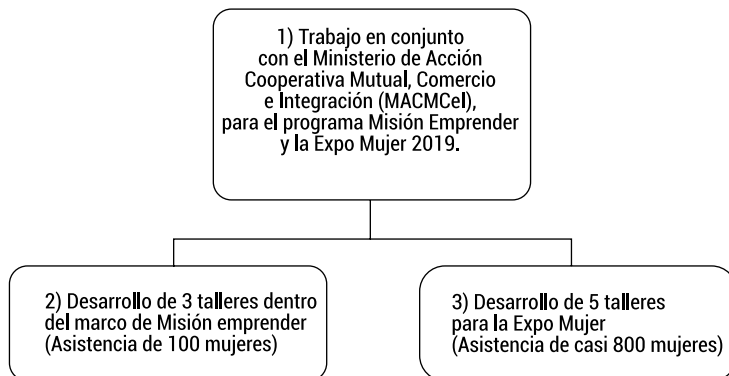 1) Trabajo en conjunto
con el Ministerio de Acción
Cooperativa Mutual, Comercio
e Integración (MACMCeI),
para el programa Misión Emprender
y la Expo Mujer 2019.
2) Desarrollo de 3 talleres dentro
del marco de Misión emprender
(Asistencia de 100 mujeres)
3) Desarrollo de 5 talleres
para la Expo Mujer
(Asistencia de casi 800 mujeres)